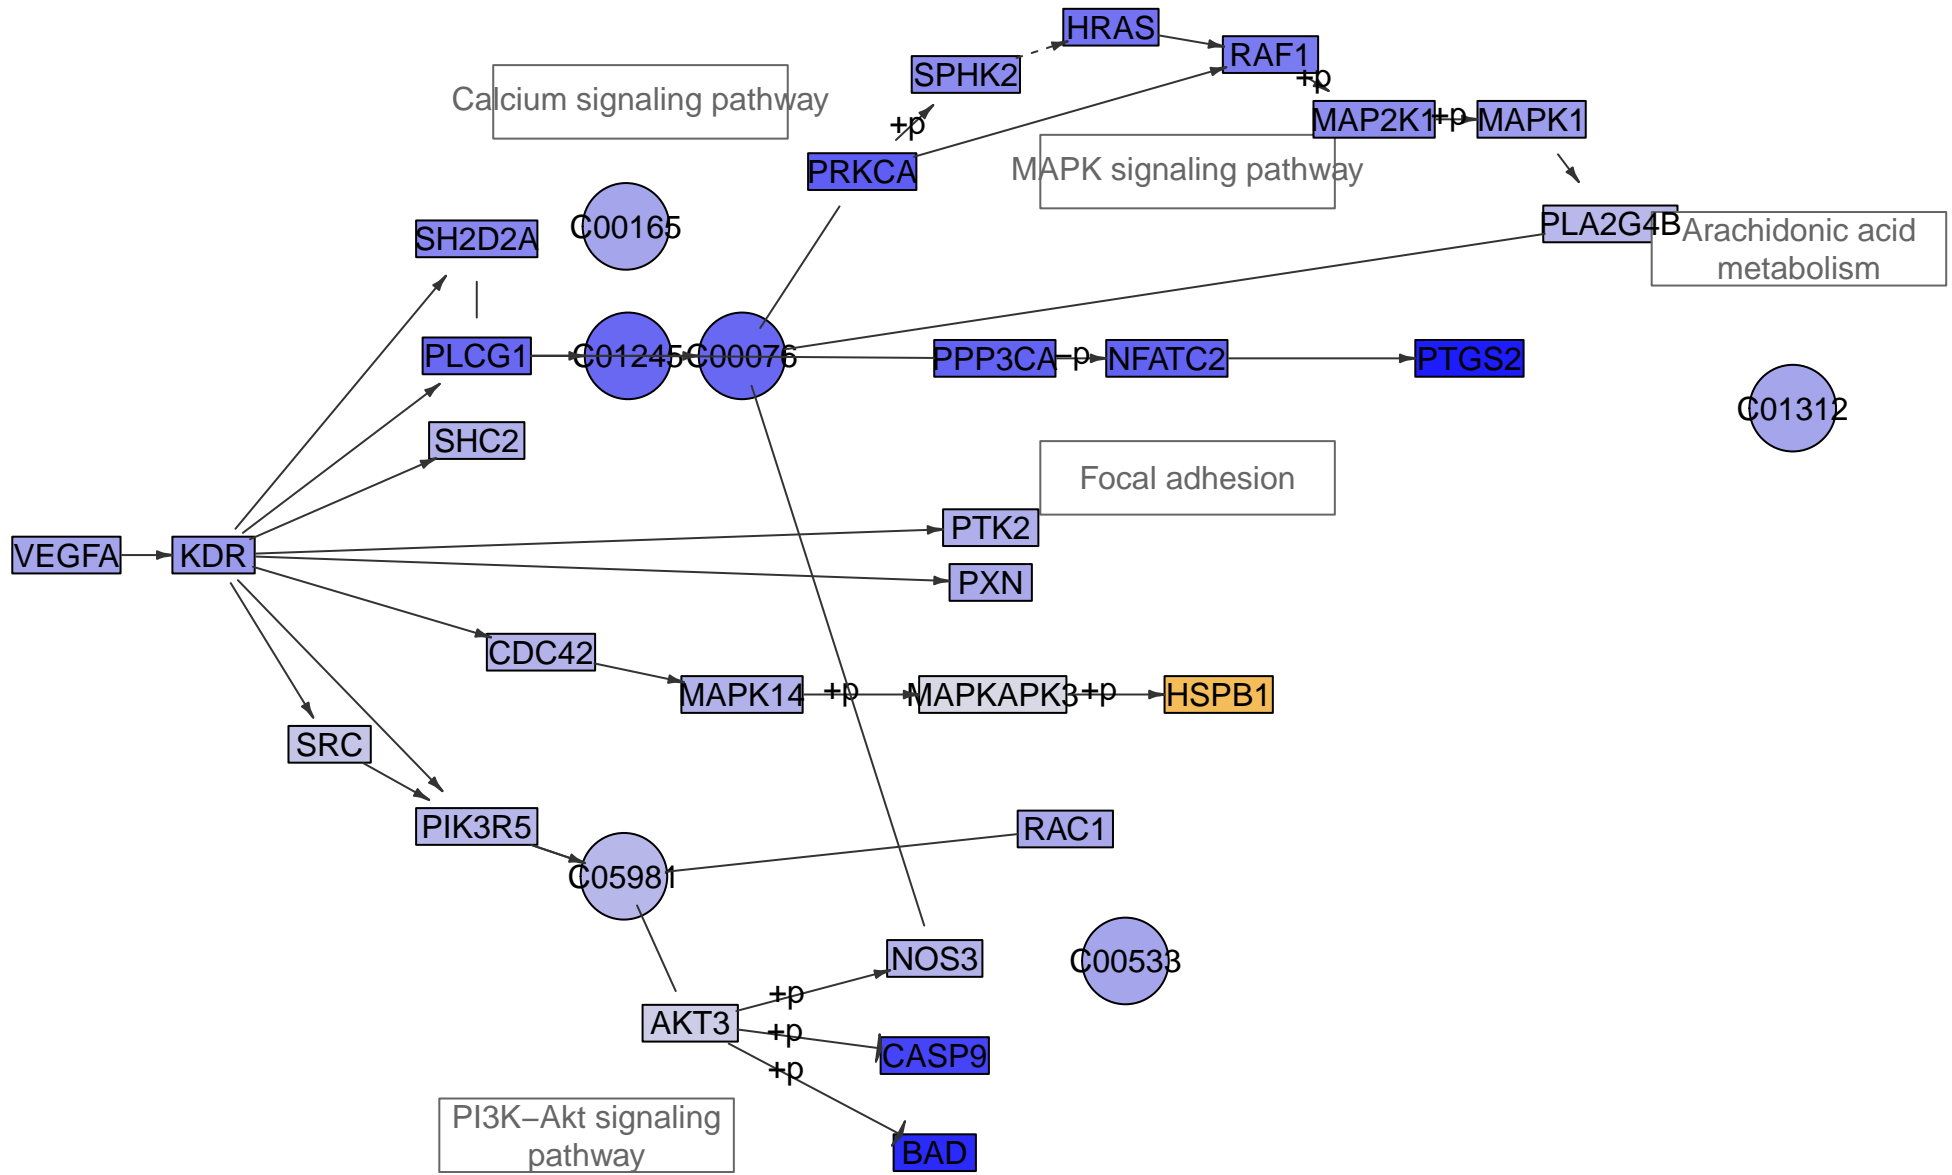 HRAS
RAF1
SPHK2
+p
Calcium signaling pathway
+p
MAP2K1
+p
MAPK1
PRKCA
MAPK signaling pathway
C00165
SH2D2A
PLA2G4B
Arachidonic acid
metabolism
PLCG1
C01245
C00076
PPP3CA
−p
NFATC2
PTGS2
C01312
SHC2
Focal adhesion
PTK2
VEGFA
KDR
PXN
CDC42
MAPK14
+p
MAPKAPK3
+p
HSPB1
SRC
PIK3R5
RAC1
C05981
NOS3
C00533
+p
AKT3
+p
CASP9
+p
PI3K−Akt signaling
pathway
BAD